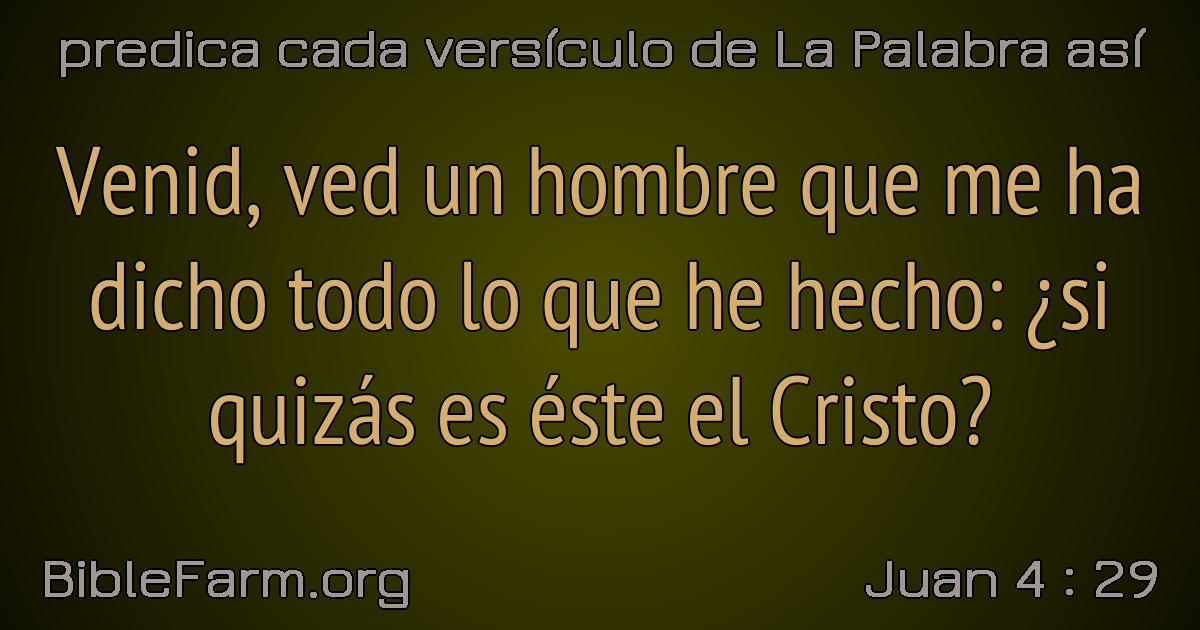 predica cada versículo de La Palabra así
Venid, ved un hombre que me ha
dicho todo lo que he hecho: ¿si
quizás es éste el Cristo?
BibleFarm.org
Juan 4 : 29